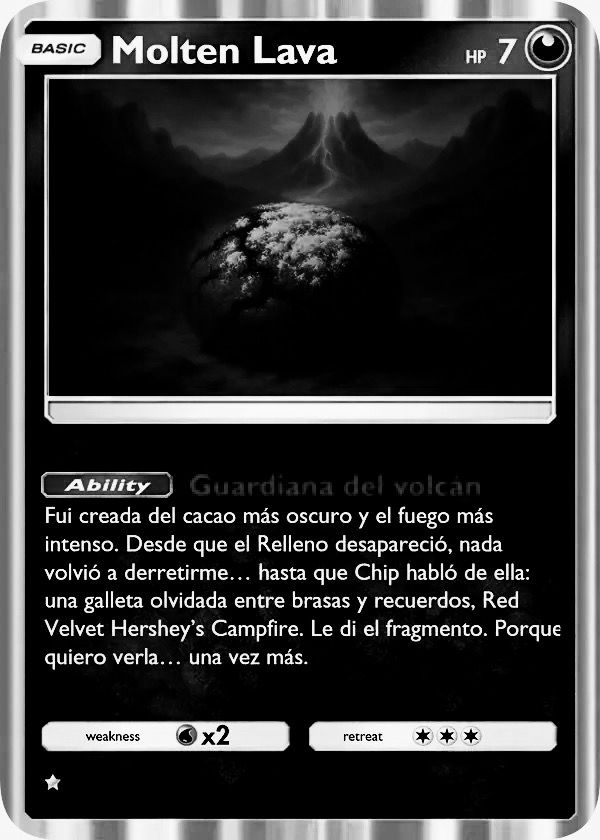 BASIC Molten Lava HP 7
Ability Guardiana del volcán
Fui creada del cacao más oscuro y el fuego más
intenso. Desde que el Relleno desapareció, nada
volvió a derretirme… hasta que Chip habló de ella:
una galleta olvidada entre brasas y recuerdos, Red
Velvet Hershey’s Campfire. Le di el fragmento. Porque
quiero verla… una vez más.
weakness x2 retreat